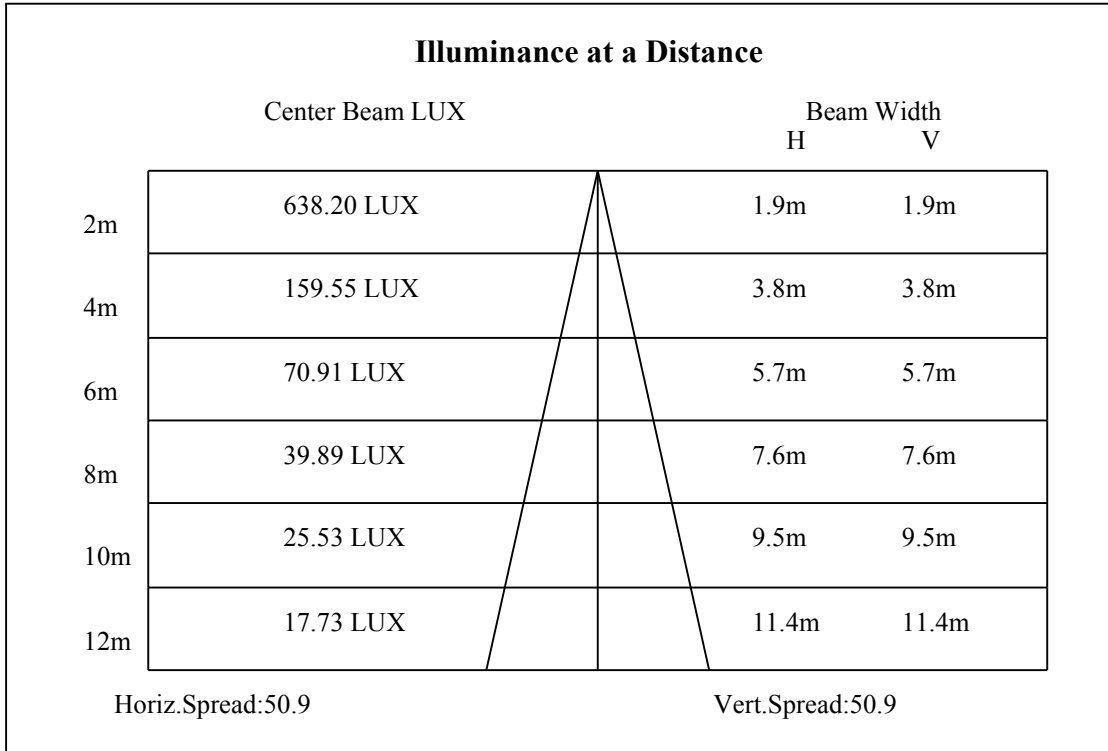 Illuminance at a Distance
Center Beam LUX Beam Width
H V
2m 638.20 LUX 1.9m 1.9m
4m 159.55 LUX 3.8m 3.8m
6m 70.91 LUX 5.7m 5.7m
8m 39.89 LUX 7.6m 7.6m
10m 25.53 LUX 9.5m 9.5m
12m 17.73 LUX 11.4m 11.4m
Horiz.Spread:50.9 Vert.Spread:50.9